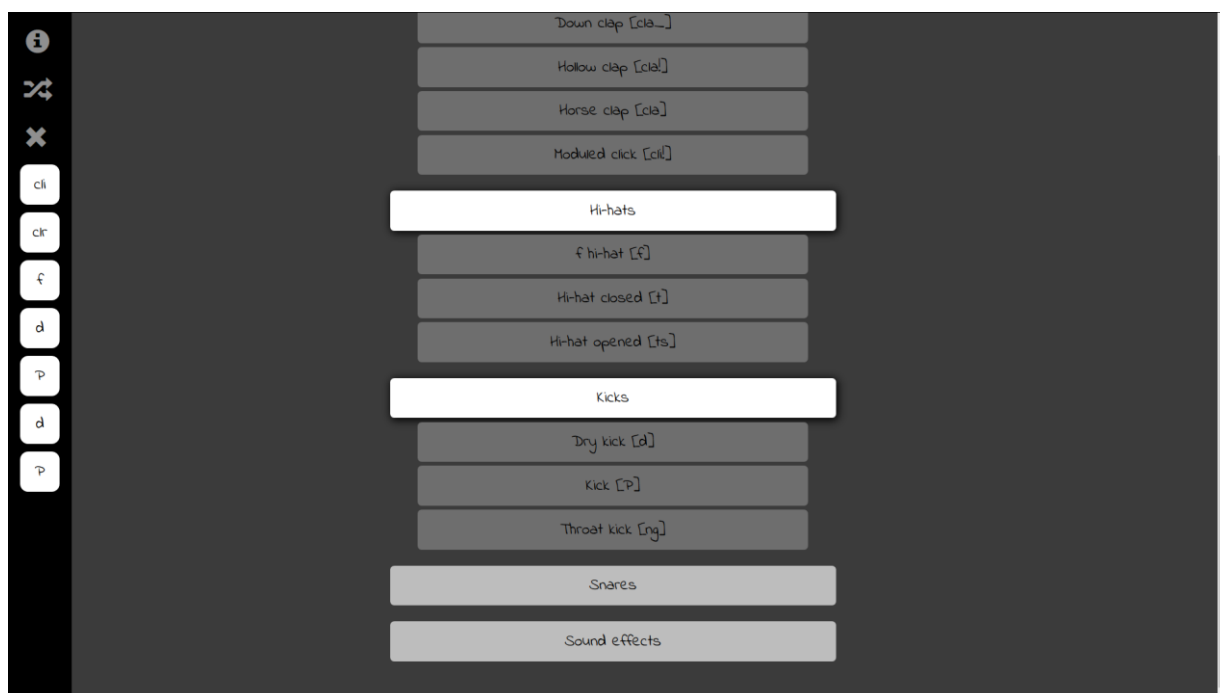 cli
clr
f
d
P
d
P
Down clap [cla_]
Hollow clap [cla!]
Horse clap [cla]
Moduled click [cli!]
Hi-hats
f hi-hat [f]
Hi-hat closed [t]
Hi-hat opened [ts]
Kicks
Dry kick [d]
Kick [P]
Throat kick [ng]
Snares
Sound effects